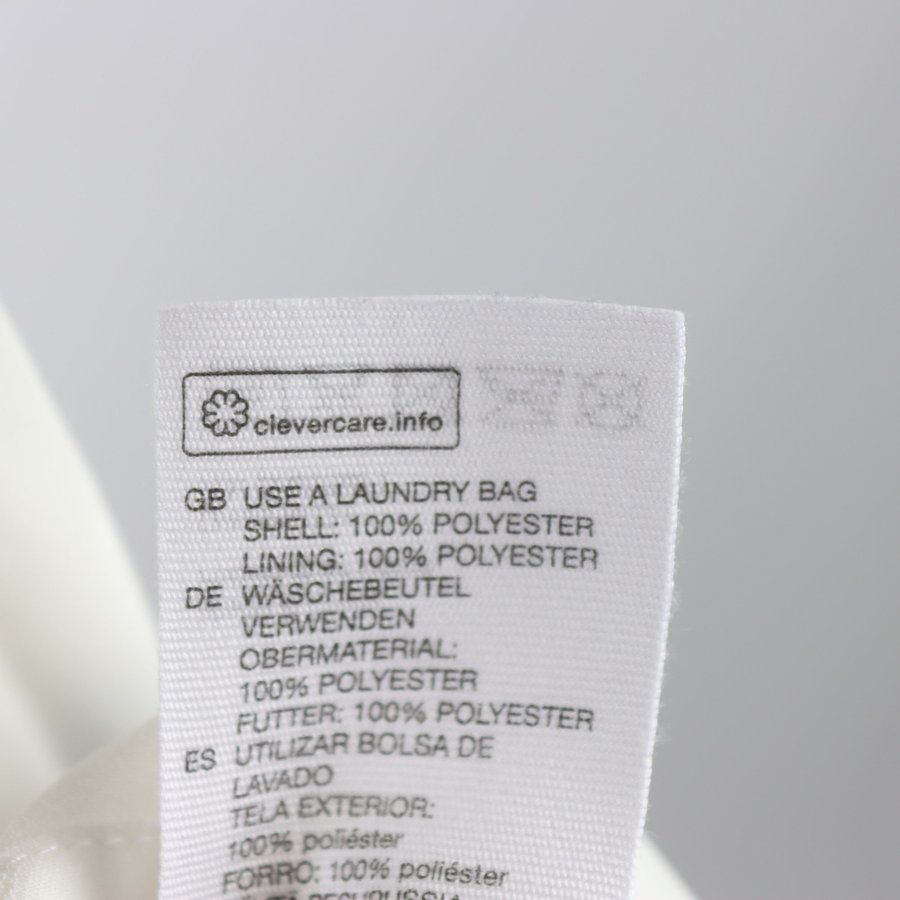 clevercare.info
GB USE A LAUNDRY BAG
SHELL: 100% POLYESTER
LINING: 100% POLYESTER
DE WÄSCHEBEUTEL
VERWENDEN
OBERMATERIAL:
100% POLYESTER
FUTTER: 100% POLYESTER
ES UTILIZAR BOLSA DE
LAVADO
TELA EXTERIOR:
100% poliéster
FORRO: 100% poliéster